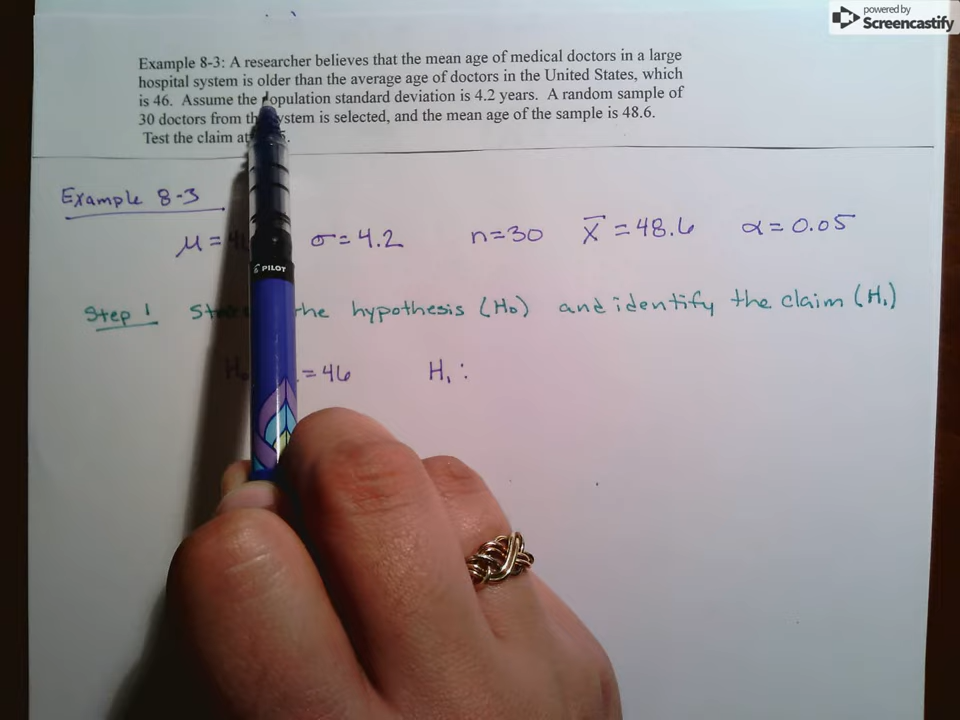 powered by
Screencastify
Example 8-3: A researcher believes that the mean age of medical doctors in a large
hospital system is older than the average age of doctors in the United States, which
is 46. Assume the population standard deviation is 4.2 years. A random sample of
30 doctors from the system is selected, and the mean age of the sample is 48.6.
Test the claim at
Example 8-3
μ = σ = 4.2 n = 30 X̅ = 48.6 α = 0.05
Step 1 the hypothesis (H₀) and identify the claim (H₁)
H₀ = 46 H₁ :
PILOT